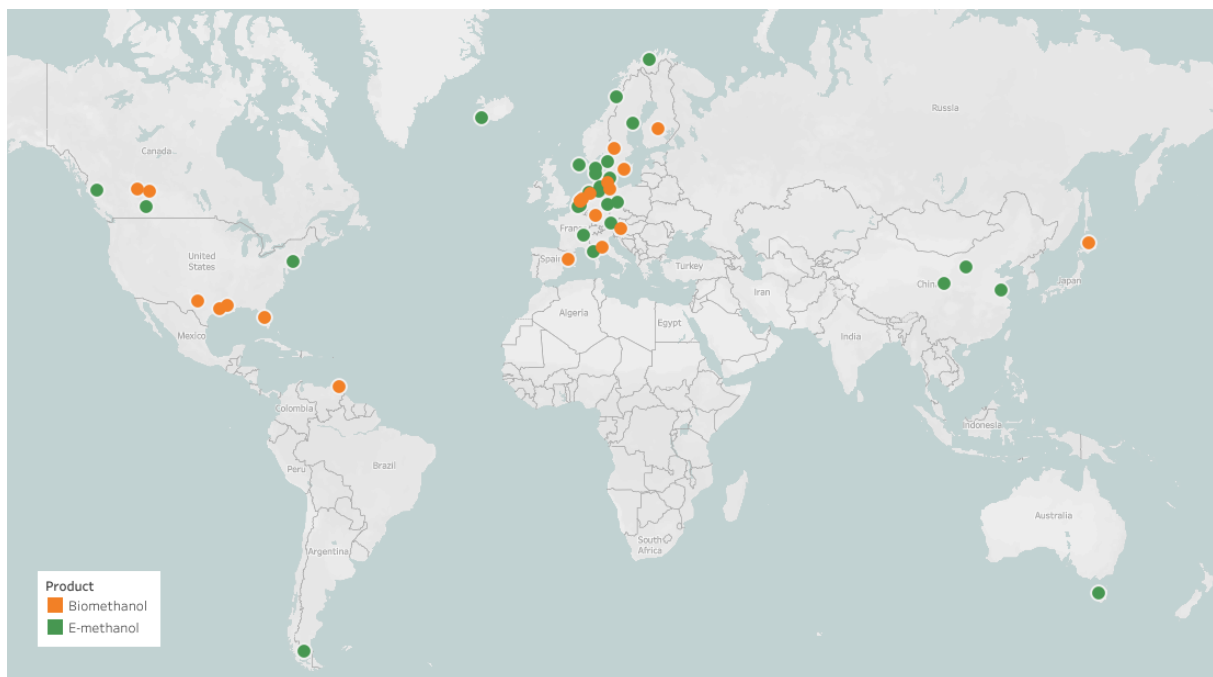 Russia
Canada
France
United
States
Spain
Turkey
China
Japan
Iran
Algeria
Egypt
Mexico
India
Colombia
Indonesia
Peru
Brazil
Australia
South
Africa
Argentina
Product
Biomethanol
E-methanol